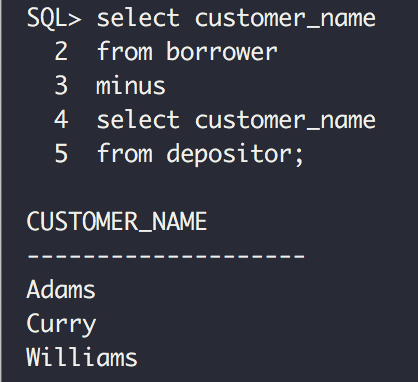 SQL> select customer_name
2 from borrower
3 minus
4 select customer_name
5 from depositor;
CUSTOMER_NAME
--------------------
Adams
Curry
Williams